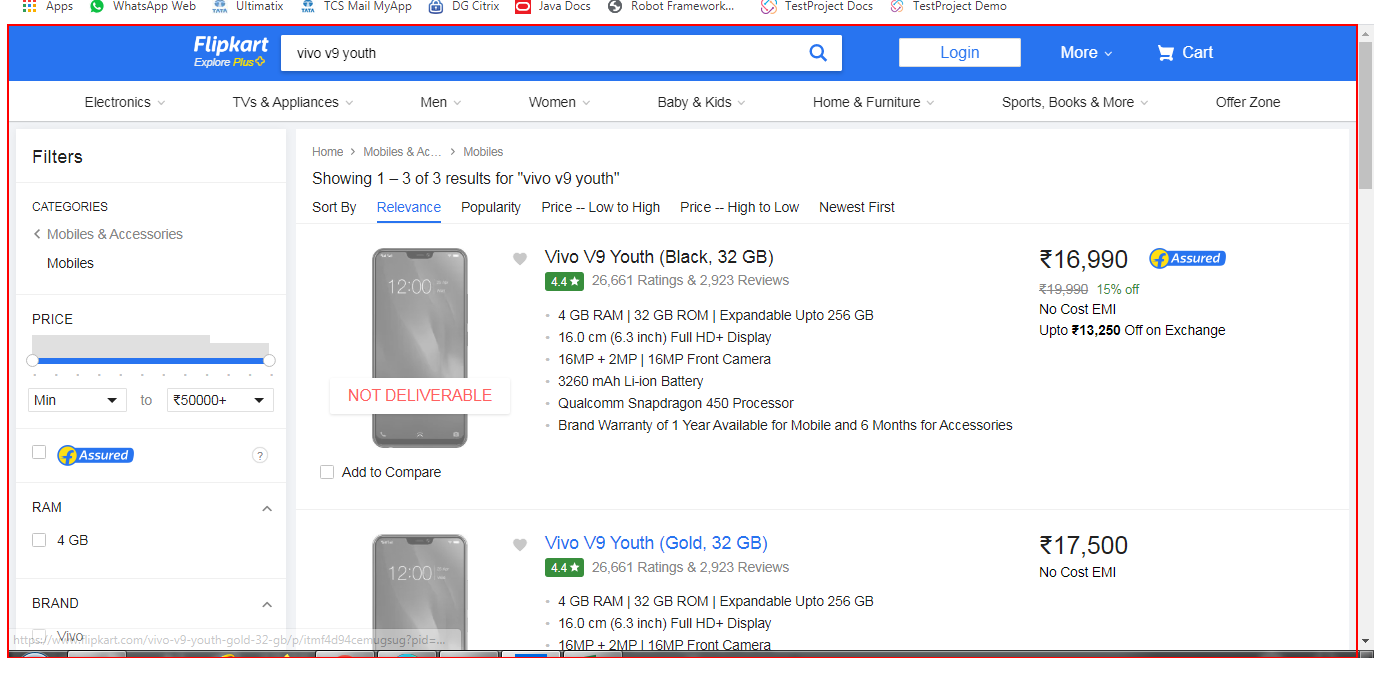 Apps WhatsApp Web Ultimatix TCS Mail MyApp DG Citrix Java Docs Robot Framework... TestProject Docs TestProject Demo
Flipkart
Explore Plus
vivo v9 youth
Login
More
Cart
Electronics TVs & Appliances Men Women Baby & Kids Home & Furniture Sports, Books & More Offer Zone
Filters
CATEGORIES
Mobiles & Accessories
Mobiles
PRICE
Min to ₹50000+
Assured
?
RAM
4 GB
BRAND
Vivo
Home > Mobiles & Ac... > Mobiles
Showing 1 – 3 of 3 results for "vivo v9 youth"
Sort By Relevance Popularity Price -- Low to High Price -- High to Low Newest First
12:00
NOT DELIVERABLE
Add to Compare
Vivo V9 Youth (Black, 32 GB)
4.4★ 26,661 Ratings & 2,923 Reviews
4 GB RAM | 32 GB ROM | Expandable Upto 256 GB
16.0 cm (6.3 inch) Full HD+ Display
16MP + 2MP | 16MP Front Camera
3260 mAh Li-ion Battery
Qualcomm Snapdragon 450 Processor
Brand Warranty of 1 Year Available for Mobile and 6 Months for Accessories
₹16,990 Assured
₹19,990 15% off
No Cost EMI
Upto ₹13,250 Off on Exchange
12:00
Vivo V9 Youth (Gold, 32 GB)
4.4★ 26,661 Ratings & 2,923 Reviews
4 GB RAM | 32 GB ROM | Expandable Upto 256 GB
16.0 cm (6.3 inch) Full HD+ Display
16MP + 2MP | 16MP Front Camera
₹17,500
No Cost EMI
https://www.flipkart.com/vivo-v9-youth-gold-32-gb/p/itmf4d94cemugsug?pid=...